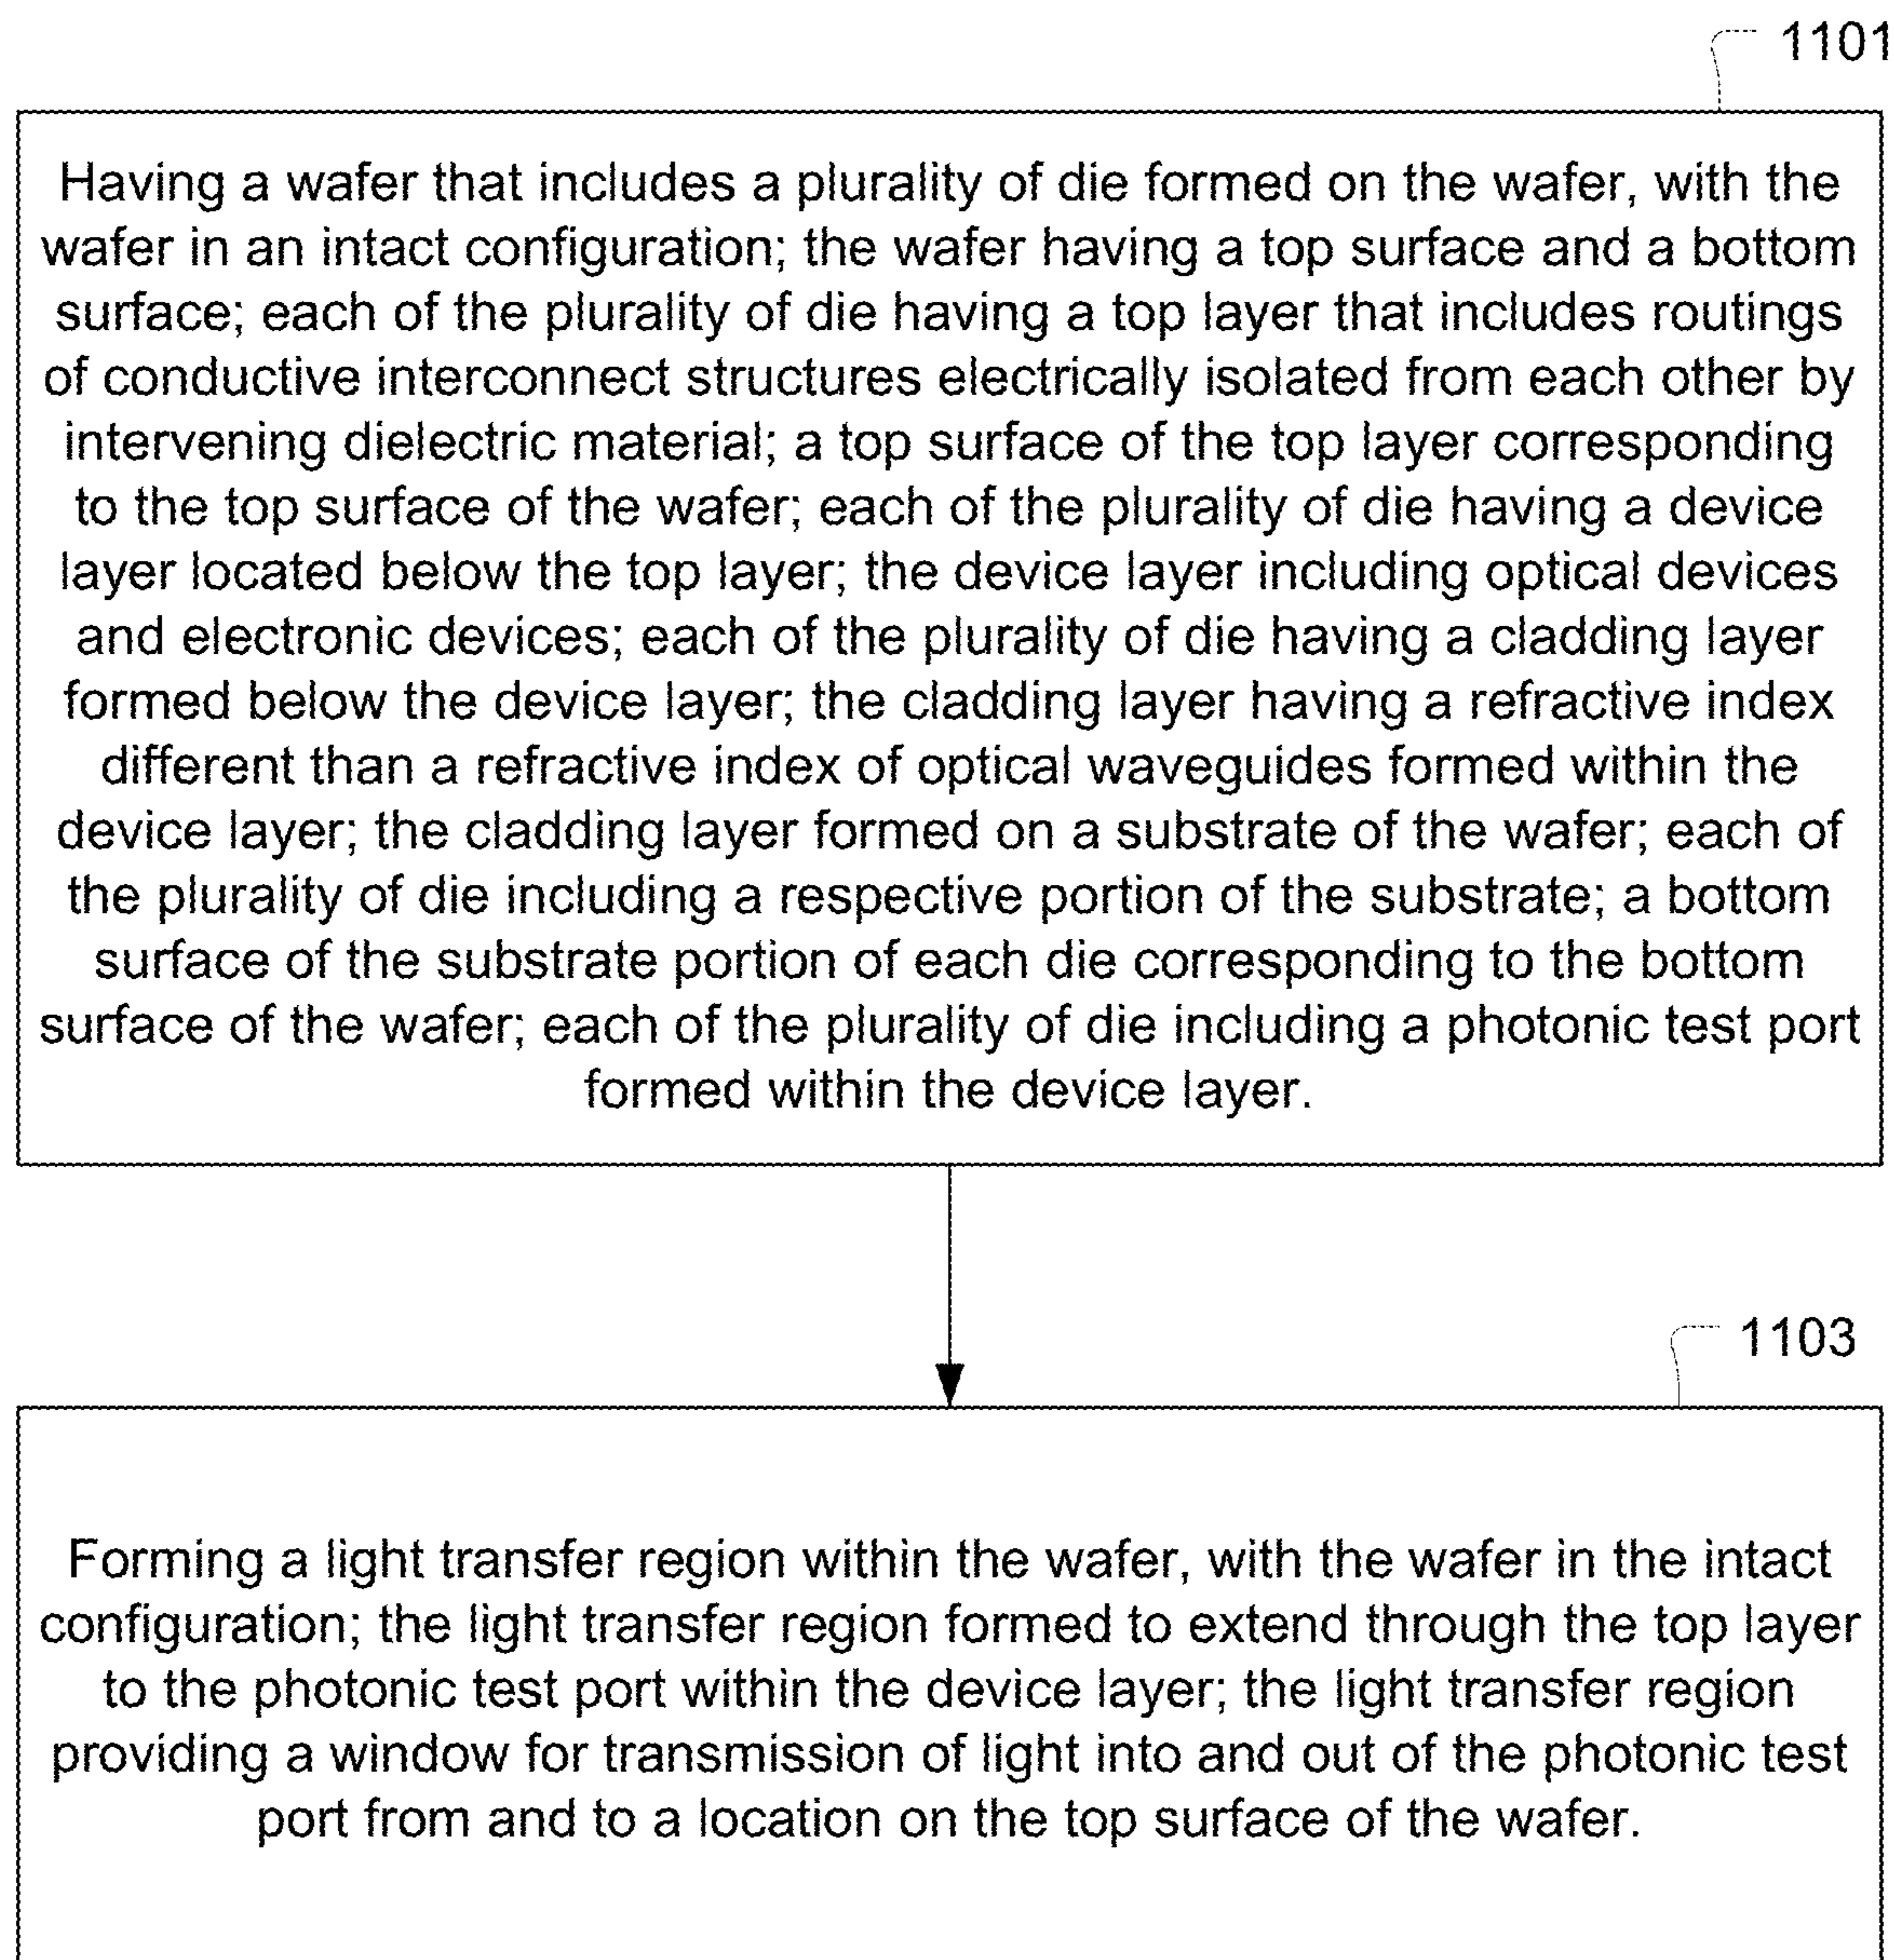 1101
Having a wafer that includes a plurality of die formed on the wafer, with the
wafer in an intact configuration; the wafer having a top surface and a bottom
surface; each of the plurality of die having a top layer that includes routings
of conductive interconnect structures electrically isolated from each other by
intervening dielectric material; a top surface of the top layer corresponding
to the top surface of the wafer; each of the plurality of die having a device
layer located below the top layer; the device layer including optical devices
and electronic devices; each of the plurality of die having a cladding layer
formed below the device layer; the cladding layer having a refractive index
different than a refractive index of optical waveguides formed within the
device layer; the cladding layer formed on a substrate of the wafer; each of
the plurality of die including a respective portion of the substrate; a bottom
surface of the substrate portion of each die corresponding to the bottom
surface of the wafer; each of the plurality of die including a photonic test port
formed within the device layer.
1103
Forming a light transfer region within the wafer, with the wafer in the intact
configuration; the light transfer region formed to extend through the top layer
to the photonic test port within the device layer; the light transfer region
providing a window for transmission of light into and out of the photonic test
port from and to a location on the top surface of the wafer.